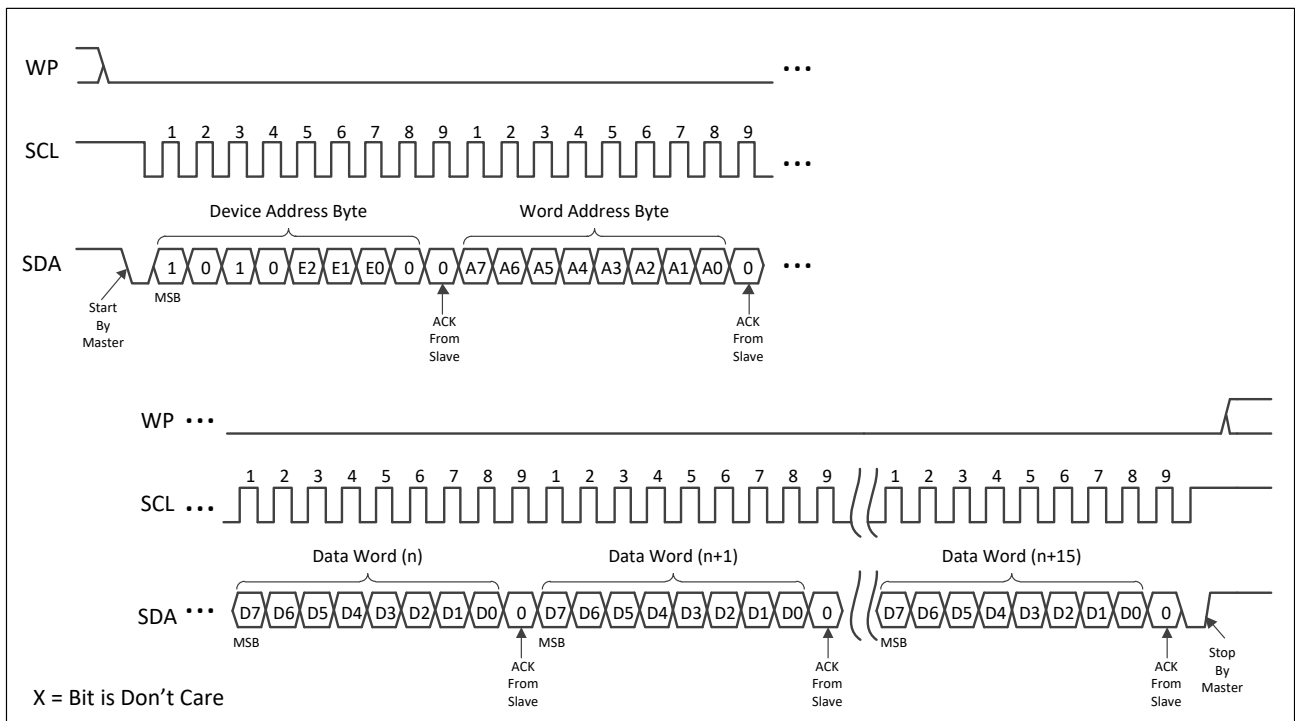 WP ...
1 2 3 4 5 6 7 8 9 1 2 3 4 5 6 7 8 9
SCL ...
Device Address Byte Word Address Byte
SDA 1 0 1 0 E2 E1 E0 0 0 A7 A6 A5 A4 A3 A2 A1 A0 0 ...
MSB
Start
By
Master
ACK
From
Slave
ACK
From
Slave
WP ...
1 2 3 4 5 6 7 8 9 1 2 3 4 5 6 7 8 9 1 2 3 4 5 6 7 8 9
SCL ...
Data Word (n) Data Word (n+1) Data Word (n+15)
SDA ... D7 D6 D5 D4 D3 D2 D1 D0 0 D7 D6 D5 D4 D3 D2 D1 D0 0 D7 D6 D5 D4 D3 D2 D1 D0 0
MSB MSB MSB
ACK
From
Slave
ACK
From
Slave
ACK
From
Slave
Stop
By
Master
X = Bit is Don't Care